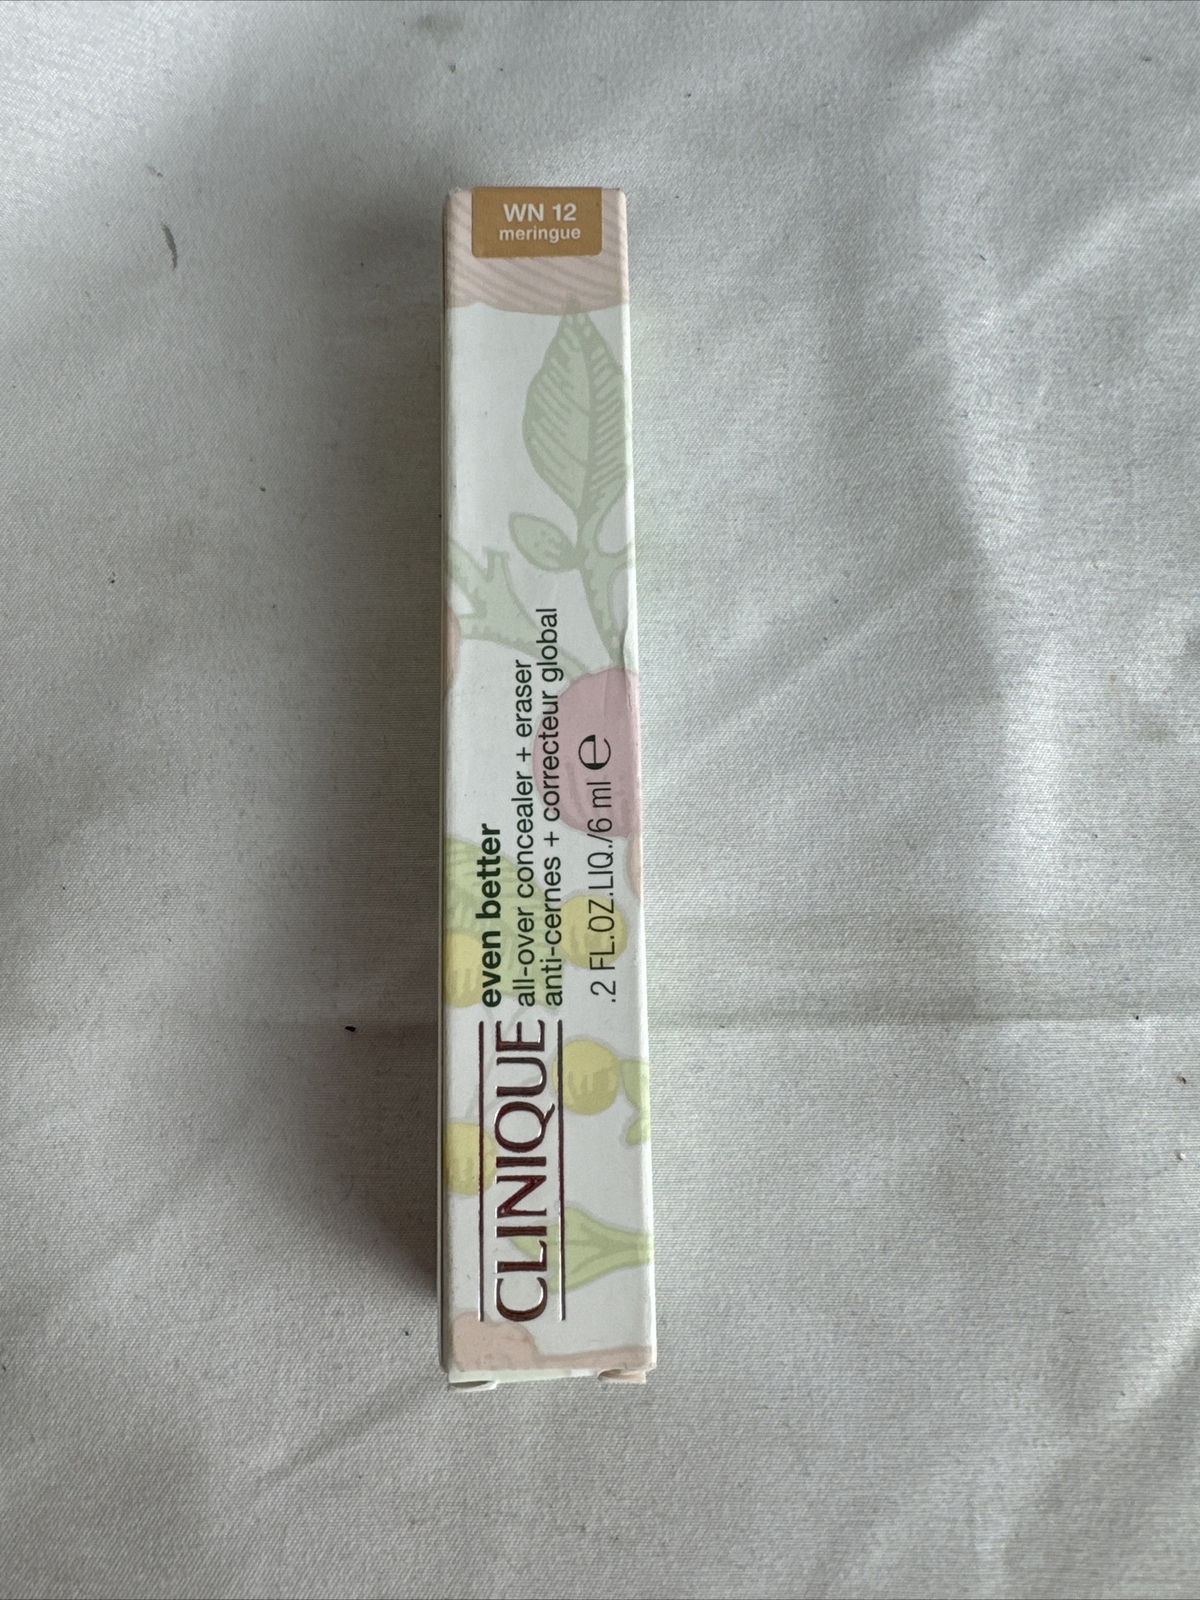 WN 12
meringue
CLINIQUE
even better
all-over concealer + eraser
anti-cernes + correcteur global
.2 FL.OZ.LIQ./6 ml ℮